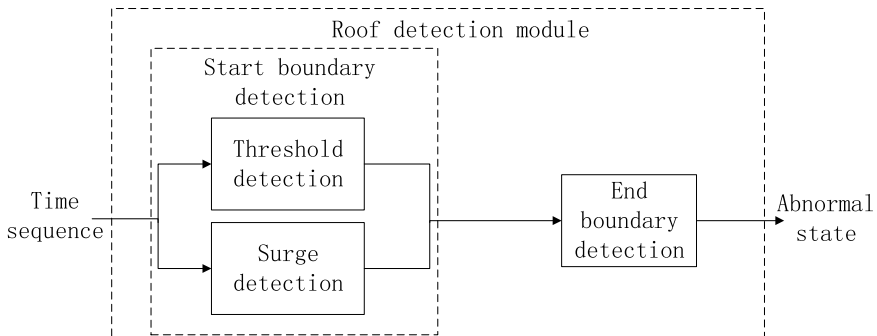 Roof detection module
Start boundary
detection
Threshold
detection
Time
sequence
Surge
detection
End
boundary
detection
Abnormal
state